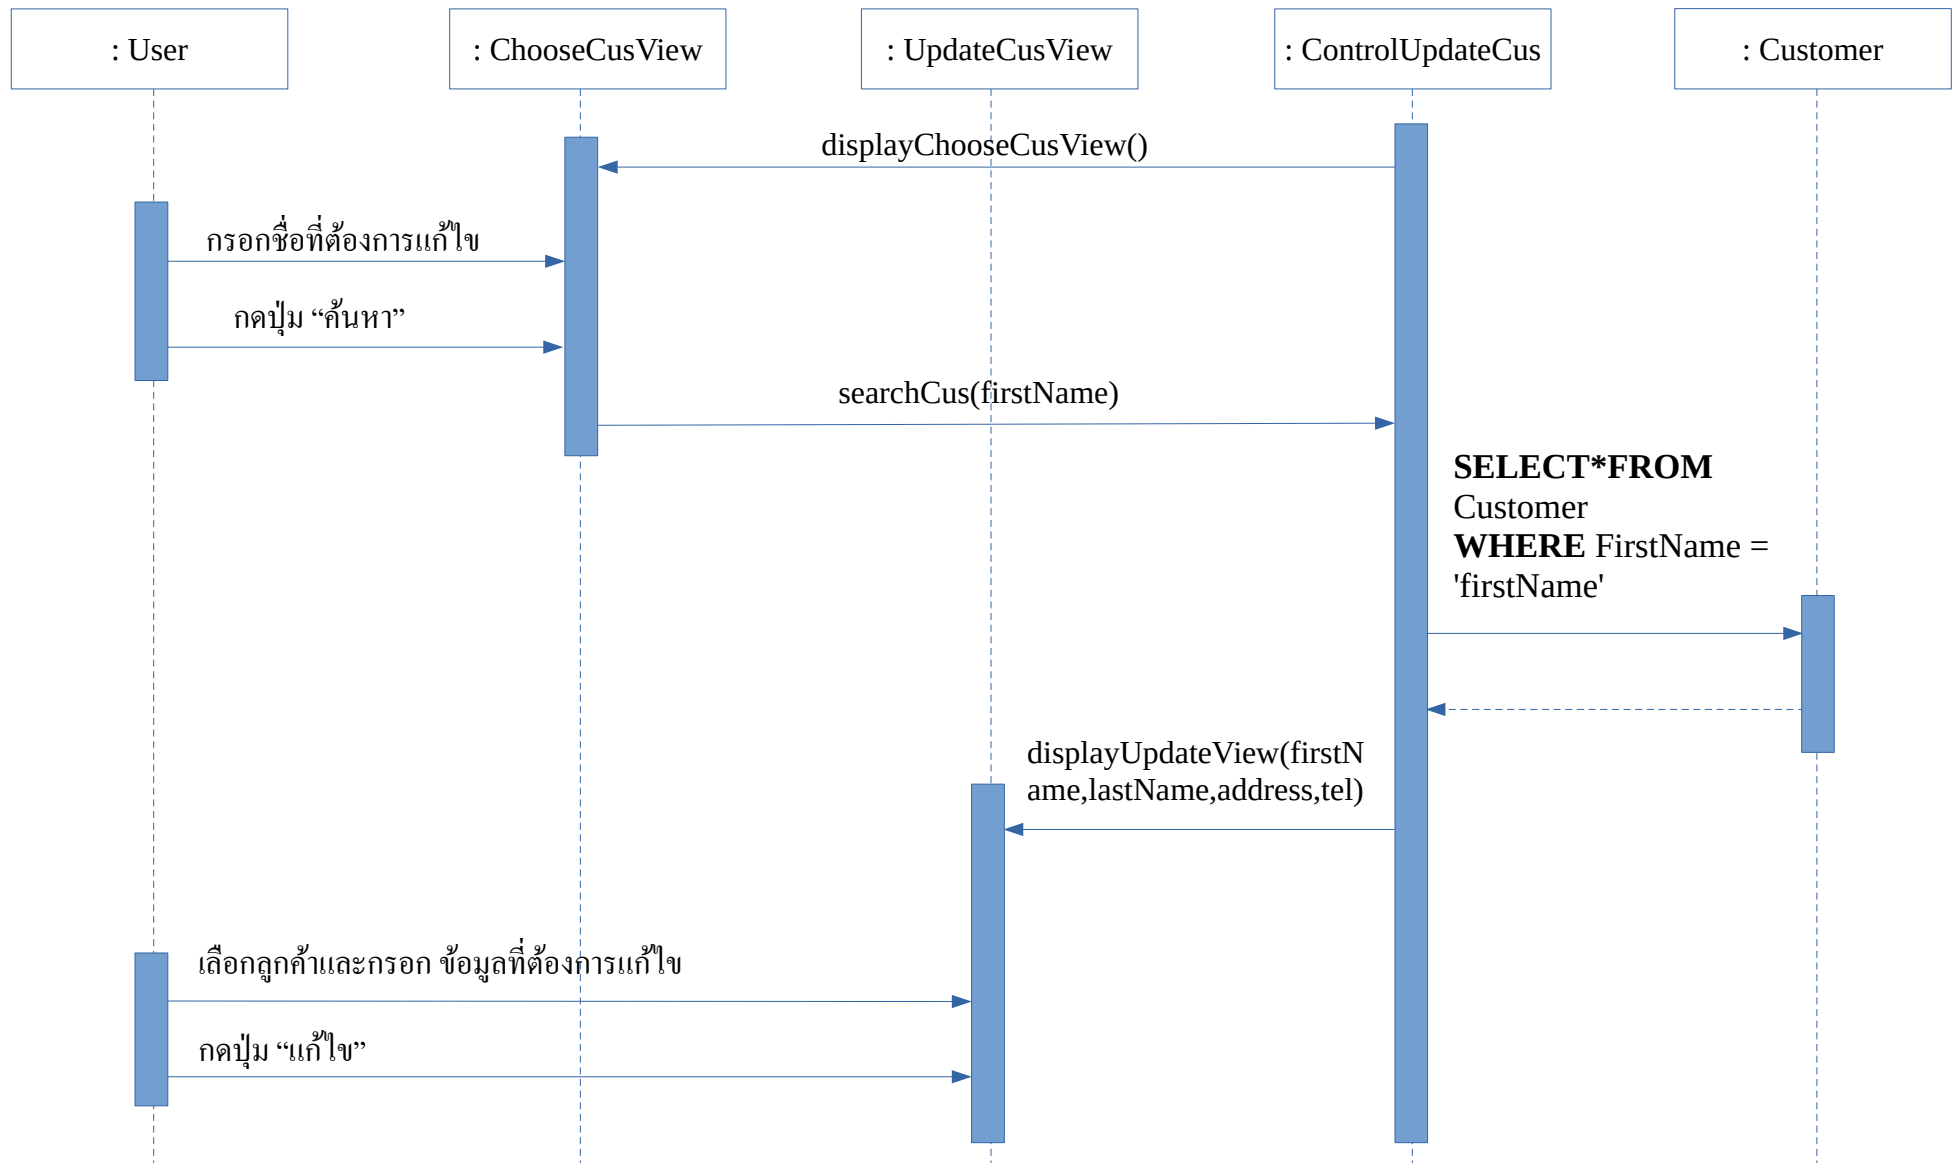 : User
: ChooseCusView
: UpdateCusView
: ControlUpdateCus
: Customer
displayChooseCusView()
กรอกชื่อที่ต้องการแก้ไข
กดปุ่ม “ค้นหา”
searchCus(firstName)
SELECT*FROM
Customer
WHERE FirstName =
'firstName'
displayUpdateView(firstN
ame,lastName,address,tel)
เลือกลูกค้าและกรอก ข้อมูลที่ต้องการแก้ไข
กดปุ่ม “แก้ไข”